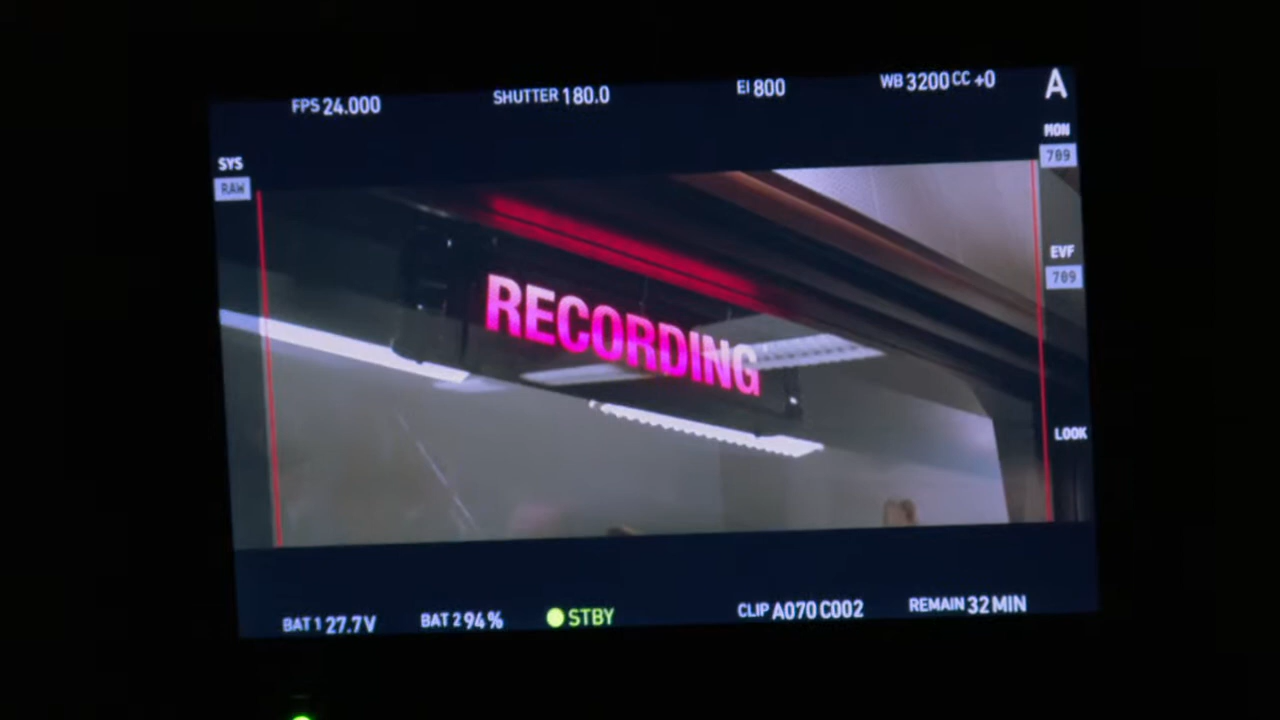 FPS 24.000 SHUTTER 180.0 EI 800 WB 3200 CC +0 A
MON
709
SYS
RAW
EVF
709
RECORDING
LOOK
BAT 1 27.7V BAT 2 94% STBY CLIP A070 C002 REMAIN 32 MIN